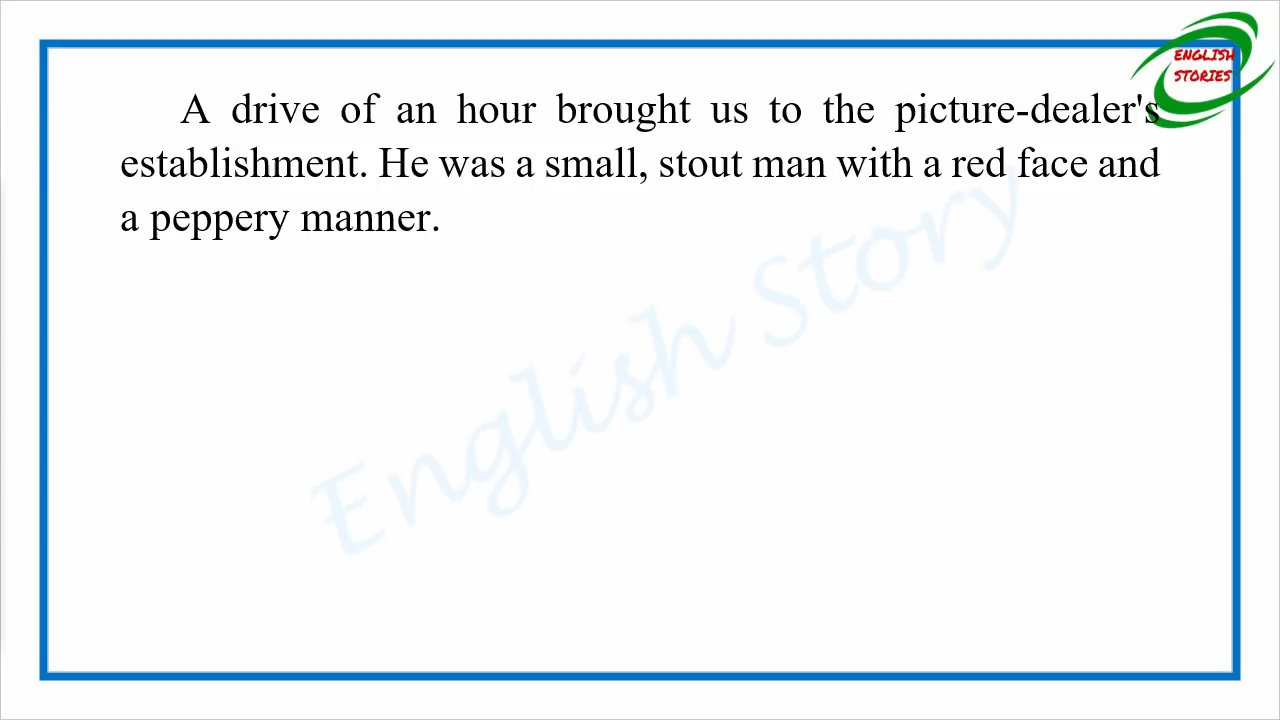 ENGLISH
STORIES
A drive of an hour brought us to the picture-dealer's
establishment. He was a small, stout man with a red face and
a peppery manner.
English Story